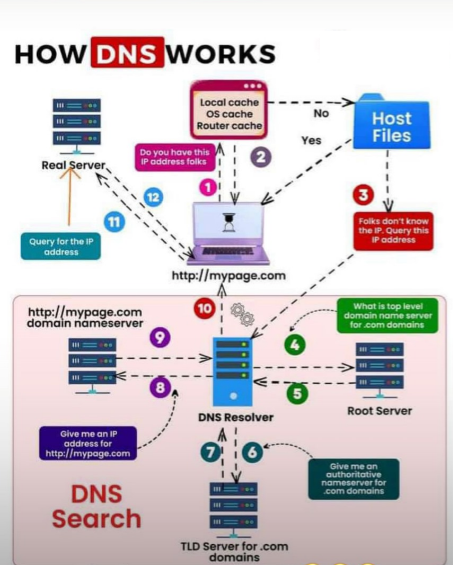 HOW DNS WORKS
Local cache
OS cache
Router cache
No
Yes
Host
Files
Real Server
Do you have this
IP address folks
1
2
3
12
11
Folks don't know
the IP. Query this
IP address
Query for the IP
address
http://mypage.com
http://mypage.com
domain nameserver
10
What is top level
domain name server
for .com domains
9
4
8
5
DNS Resolver
Root Server
Give me an IP
address for
http://mypage.com
7
6
Give me an
authoritative
nameserver for
.com domains
DNS
Search
TLD Server for .com
domains